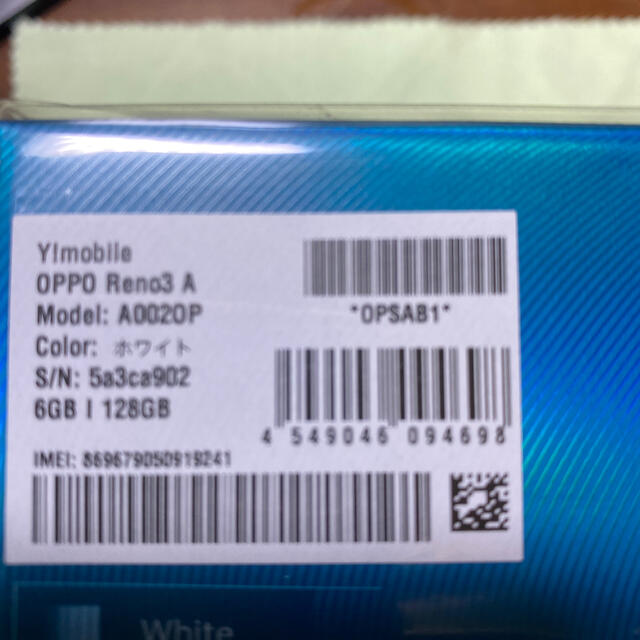 Y!mobile
OPPO Reno3 A
Model: A002OP
Color: ホワイト
S/N: 5a3ca902
6GB | 128GB
*OPSAB1*
4 549046 094698
IMEI: 869679050919241
White